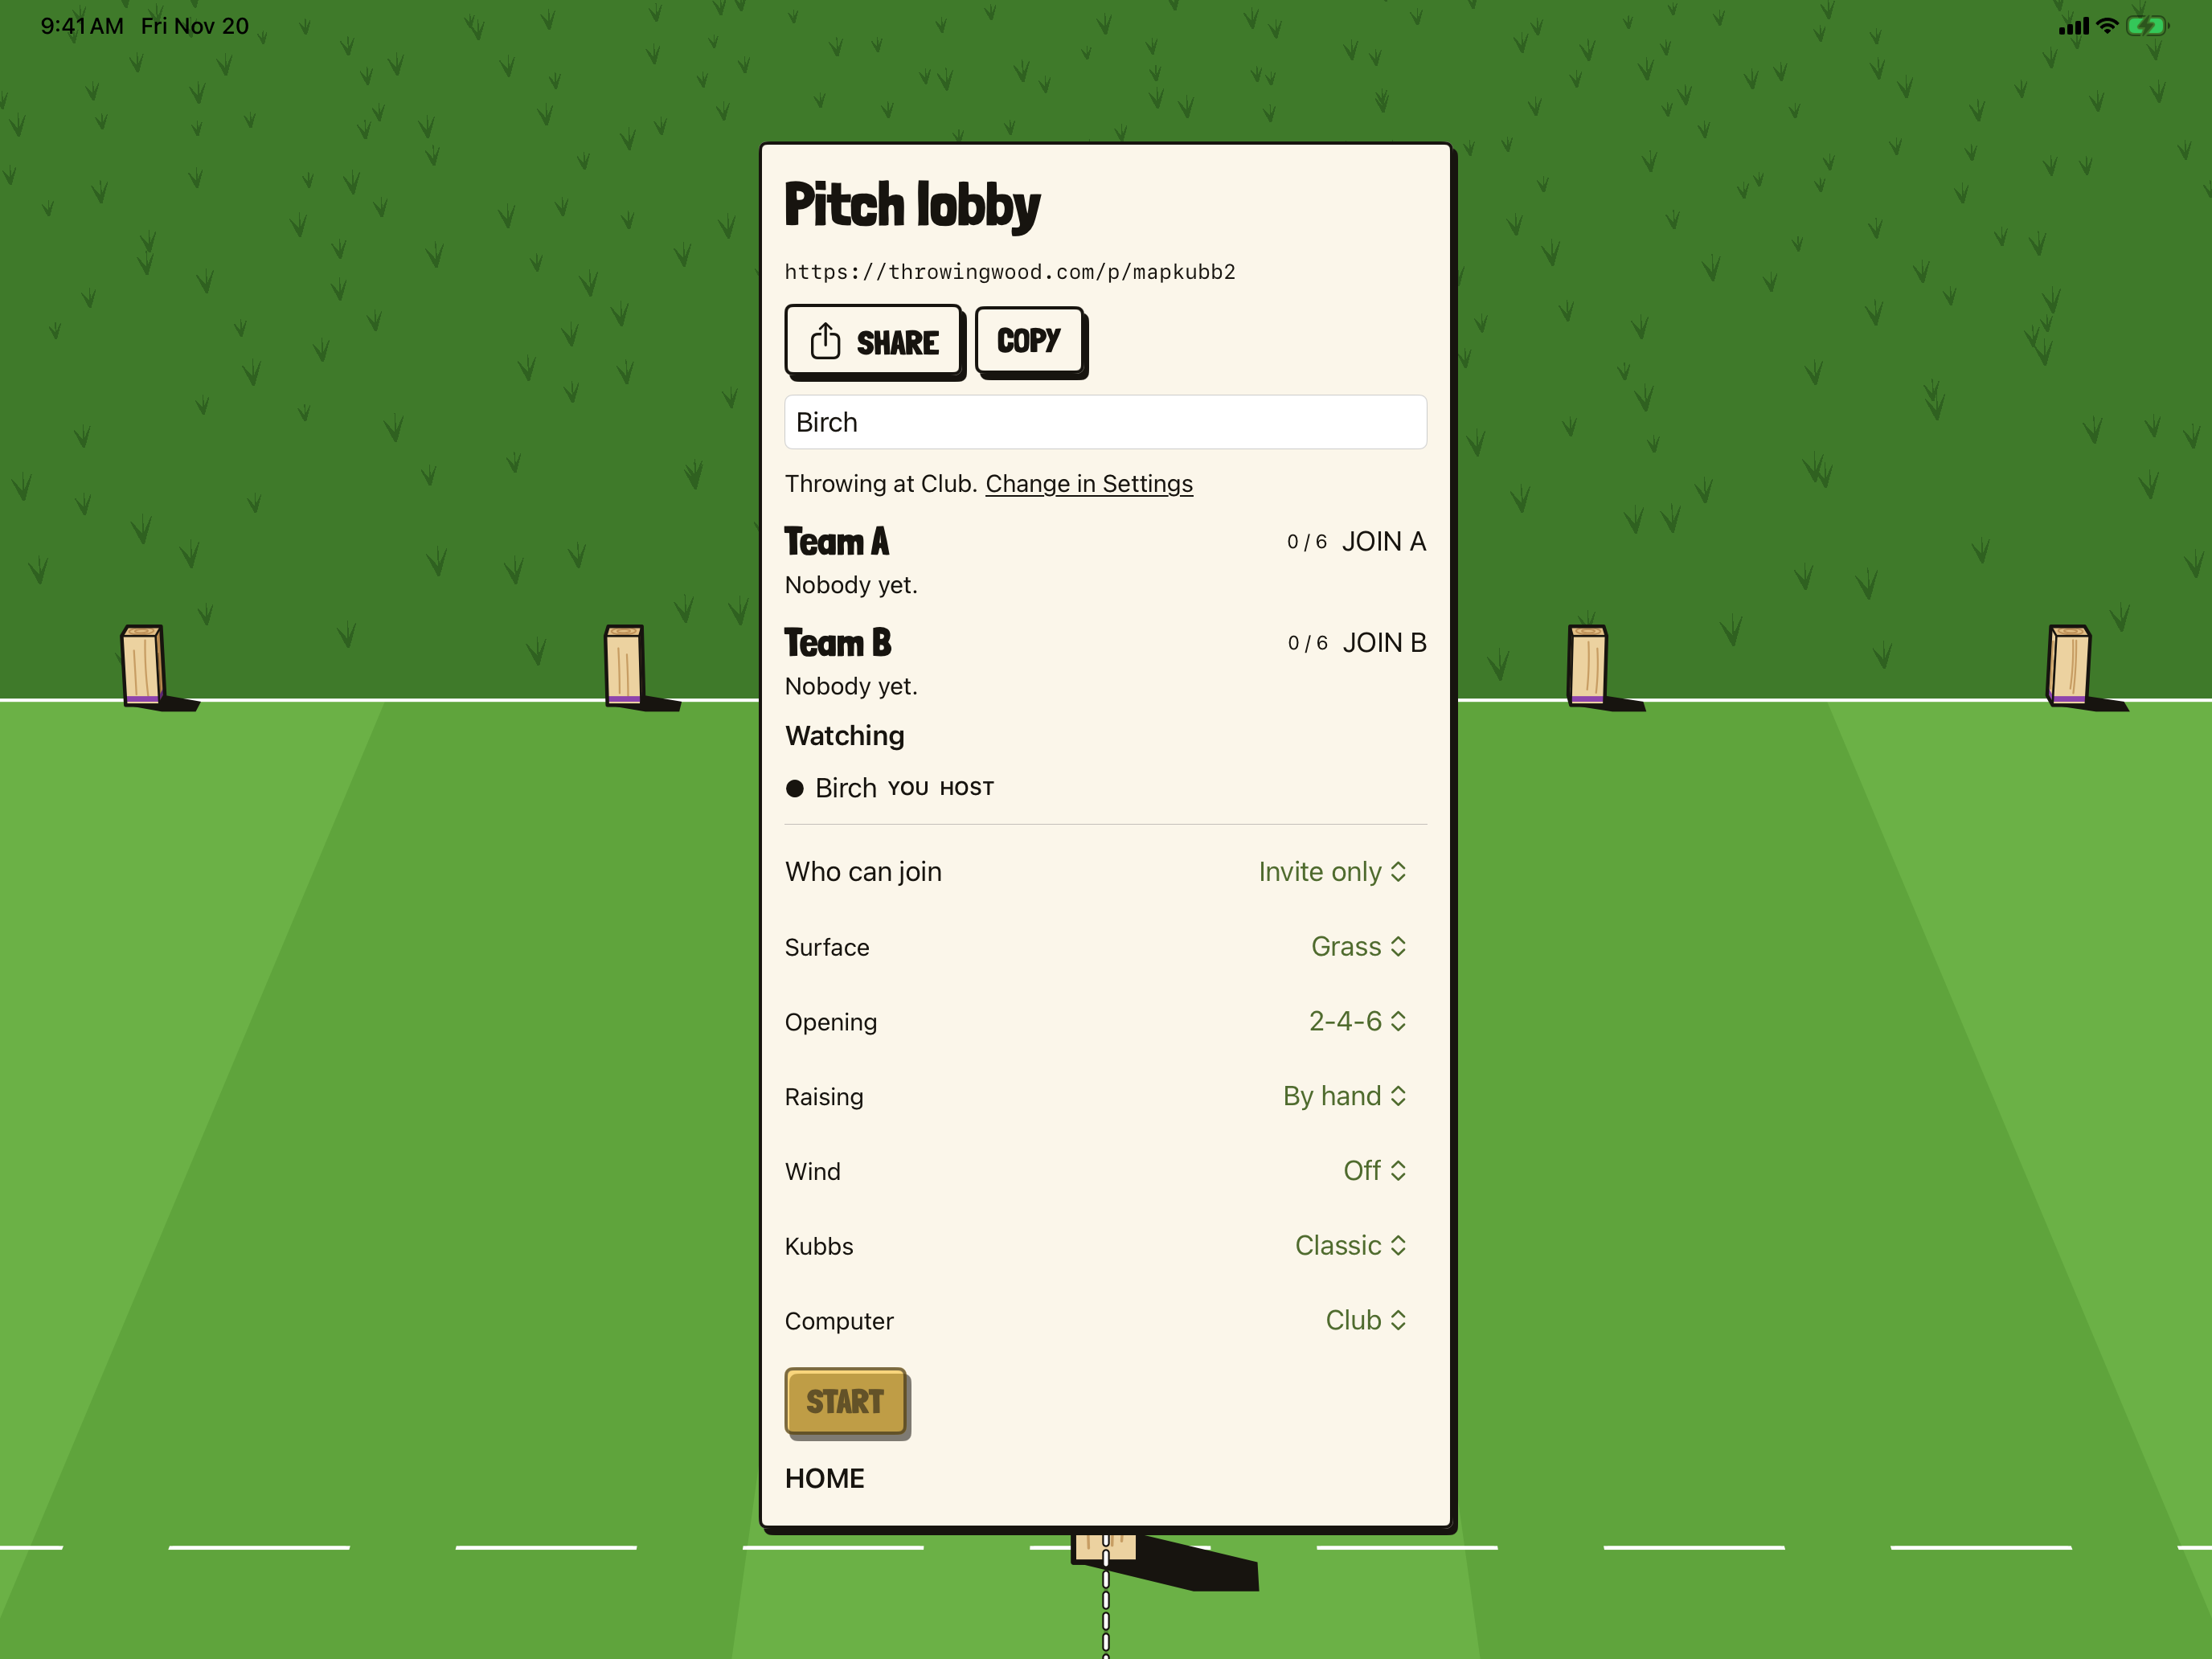 9:41 AM Fri Nov 20
Pitch lobby
https://throwingwood.com/p/mapkubb2
SHARE COPY
Birch
Throwing at Club. Change in Settings
Team A 0 / 6 JOIN A
Nobody yet.
Team B 0 / 6 JOIN B
Nobody yet.
Watching
Birch YOU HOST
Who can join Invite only
Surface Grass
Opening 2-4-6
Raising By hand
Wind Off
Kubbs Classic
Computer Club
START
HOME